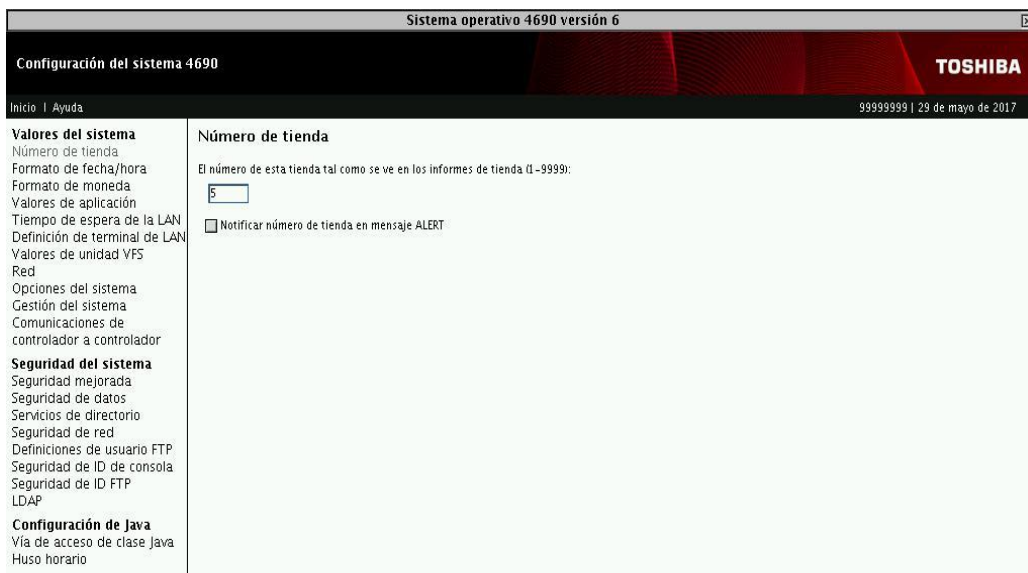 Sistema operativo 4690 versión 6
Configuración del sistema 4690
TOSHIBA
Inicio | Ayuda
99999999 | 29 de mayo de 2017
Valores del sistema
Número de tienda
Formato de fecha/hora
Formato de moneda
Valores de aplicación
Tiempo de espera de la LAN
Definición de terminal de LAN
Valores de unidad VFS
Red
Opciones del sistema
Gestión del sistema
Comunicaciones de
controlador a controlador
Seguridad del sistema
Seguridad mejorada
Seguridad de datos
Servicios de directorio
Seguridad de red
Definiciones de usuario FTP
Seguridad de ID de consola
Seguridad de ID FTP
LDAP
Configuración de Java
Vía de acceso de clase Java
Huso horario
Número de tienda
El número de esta tienda tal como se ve en los informes de tienda (1-9999):
5
Notificar número de tienda en mensaje ALERT